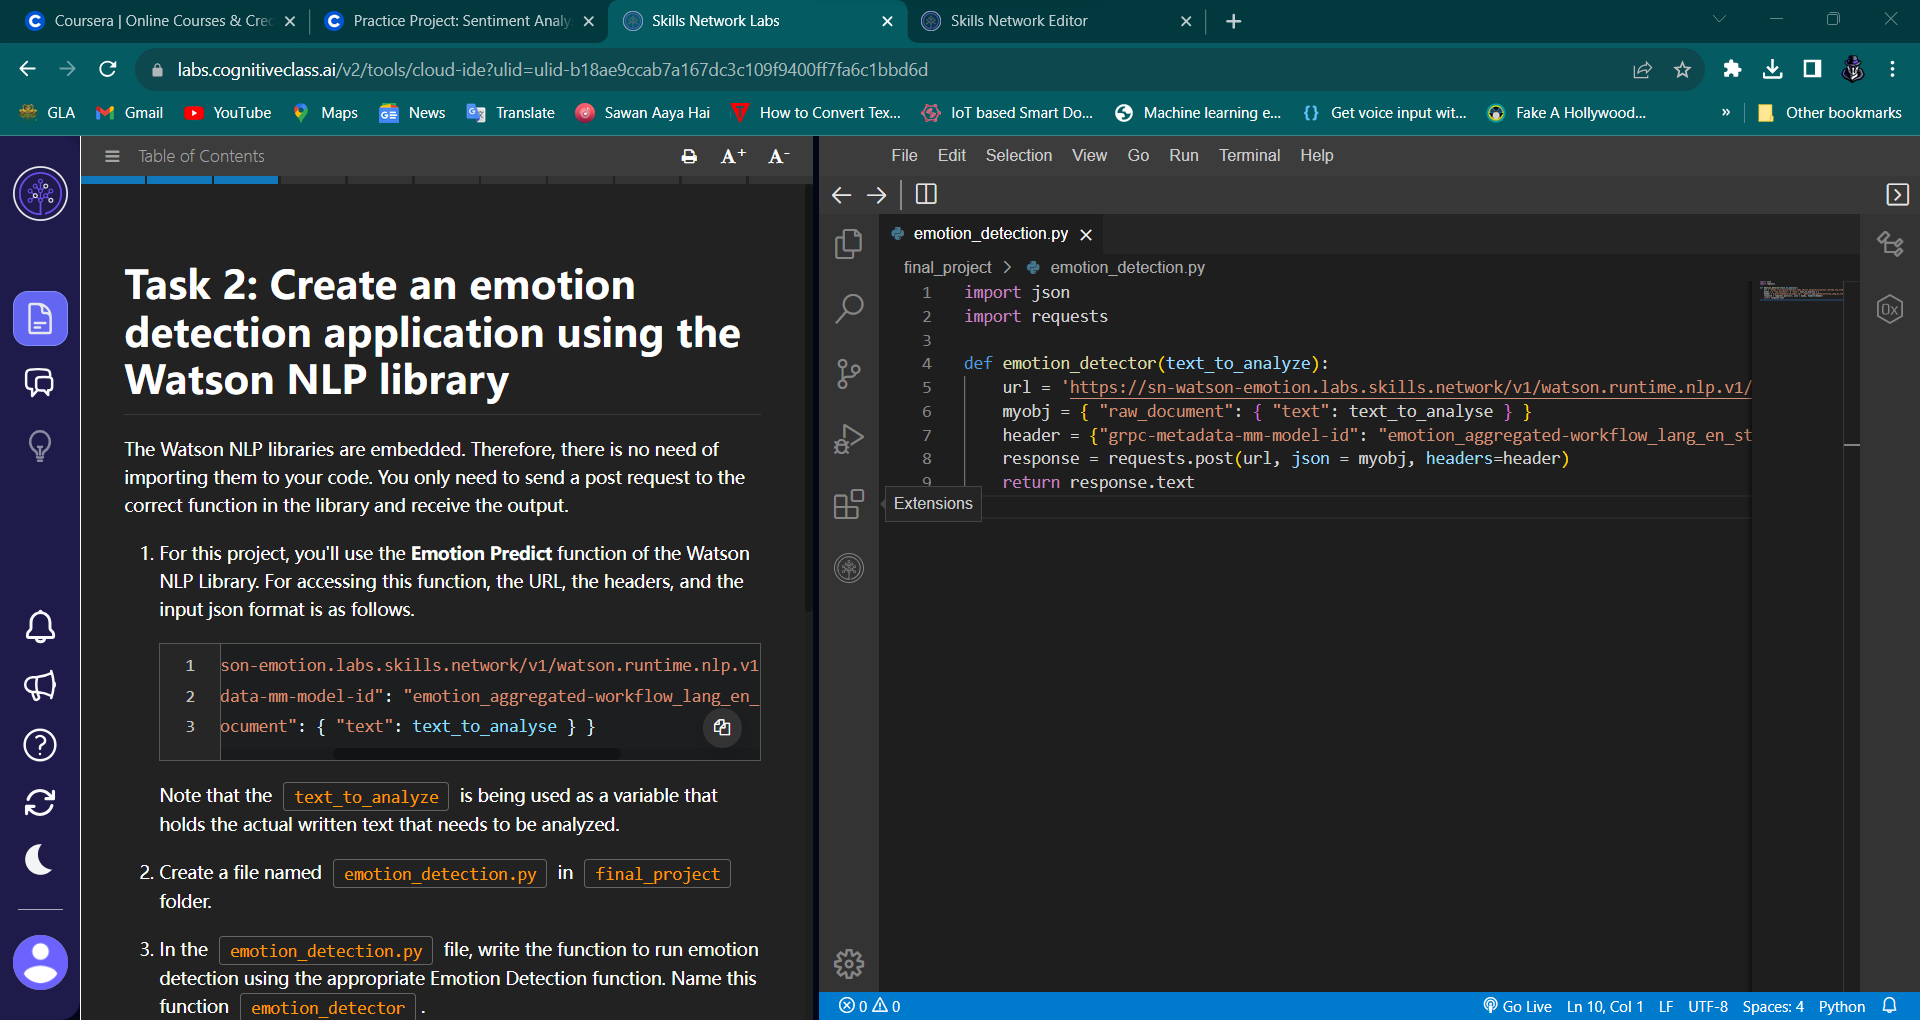 Coursera | Online Courses & Cre
Practice Project: Sentiment Analy
Skills Network Labs
Skills Network Editor
labs.cognitiveclass.ai/v2/tools/cloud-ide?ulid=ulid-b18ae9ccab7a167dc3c109f9400ff7fa6c1bbd6d
GLA
Gmail
YouTube
Maps
News
Translate
Sawan Aaya Hai
How to Convert Tex...
IoT based Smart Do...
Machine learning e...
Get voice input wit...
Fake A Hollywood...
»
Other bookmarks
Table of Contents
A+
A-
Task 2: Create an emotion
detection application using the
Watson NLP library
The Watson NLP libraries are embedded. Therefore, there is no need of
importing them to your code. You only need to send a post request to the
correct function in the library and receive the output.
1. For this project, you'll use the Emotion Predict function of the Watson
NLP Library. For accessing this function, the URL, the headers, and the
input json format is as follows.
1 son-emotion.labs.skills.network/v1/watson.runtime.nlp.v1
2 data-mm-model-id": "emotion_aggregated-workflow_lang_en_
3 ocument": { "text": text_to_analyse } }
Note that the text_to_analyze is being used as a variable that
holds the actual written text that needs to be analyzed.
2. Create a file named emotion_detection.py in final_project
folder.
3. In the emotion_detection.py file, write the function to run emotion
detection using the appropriate Emotion Detection function. Name this
function emotion_detector .
File Edit Selection View Go Run Terminal Help
emotion_detection.py
final_project > emotion_detection.py
1 import json
2 import requests
3
4 def emotion_detector(text_to_analyze):
5 url = 'https://sn-watson-emotion.labs.skills.network/v1/watson.runtime.nlp.v1/
6 myobj = { "raw_document": { "text": text_to_analyse } }
7 header = {"grpc-metadata-mm-model-id": "emotion_aggregated-workflow_lang_en_st
8 response = requests.post(url, json = myobj, headers=header)
9 return response.text
Extensions
0x
0 0
Go Live
Ln 10, Col 1
LF
UTF-8
Spaces: 4
Python